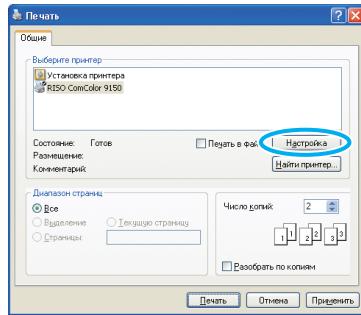 Печать
Общие
Выберите принтер
Установка принтера
RISO ComColor 9150
Состояние: Готов
Печать в фай
Настройка
Размещение:
Комментарий:
Найти принтер...
Диапазон страниц
Все
Выделение Текущую страницу
Страницы:
Число копий: 2
1 1 2 2 3 3
Разобрать по копиям
Печать Отмена Применить